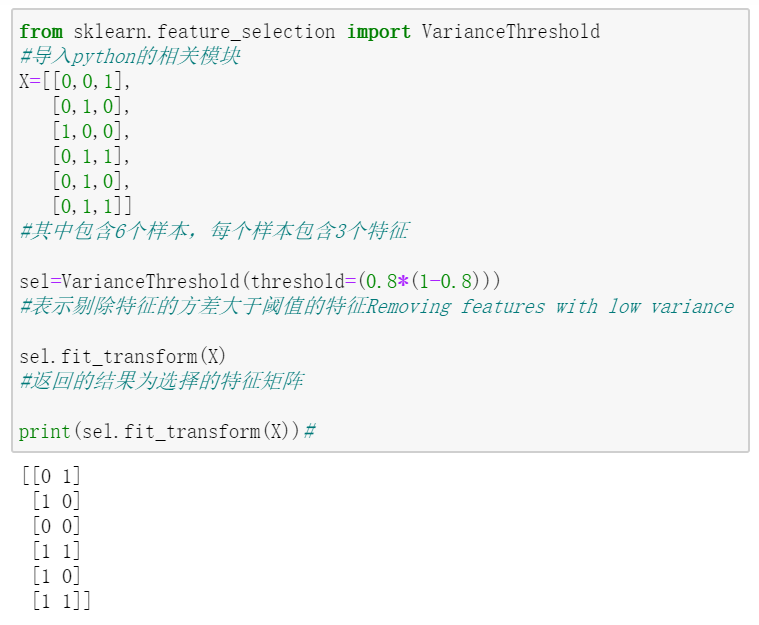 from sklearn.feature_selection import VarianceThreshold
#导入python的相关模块
X=[[0,0,1],
[0,1,0],
[1,0,0],
[0,1,1],
[0,1,0],
[0,1,1]]
#其中包含6个样本，每个样本包含3个特征
sel=VarianceThreshold(threshold=(0.8*(1-0.8)))
#表示剔除特征的方差大于阈值的特征Removing features with low variance
sel.fit_transform(X)
#返回的结果为选择的特征矩阵
print(sel.fit_transform(X))#
[[0 1]
[1 0]
[0 0]
[1 1]
[1 0]
[1 1]]